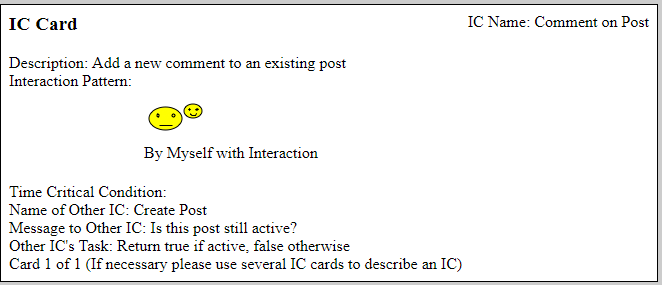 IC Card
IC Name: Comment on Post
Description: Add a new comment to an existing post
Interaction Pattern:
By Myself with Interaction
Time Critical Condition:
Name of Other IC: Create Post
Message to Other IC: Is this post still active?
Other IC's Task: Return true if active, false otherwise
Card 1 of 1 (If necessary please use several IC cards to describe an IC)